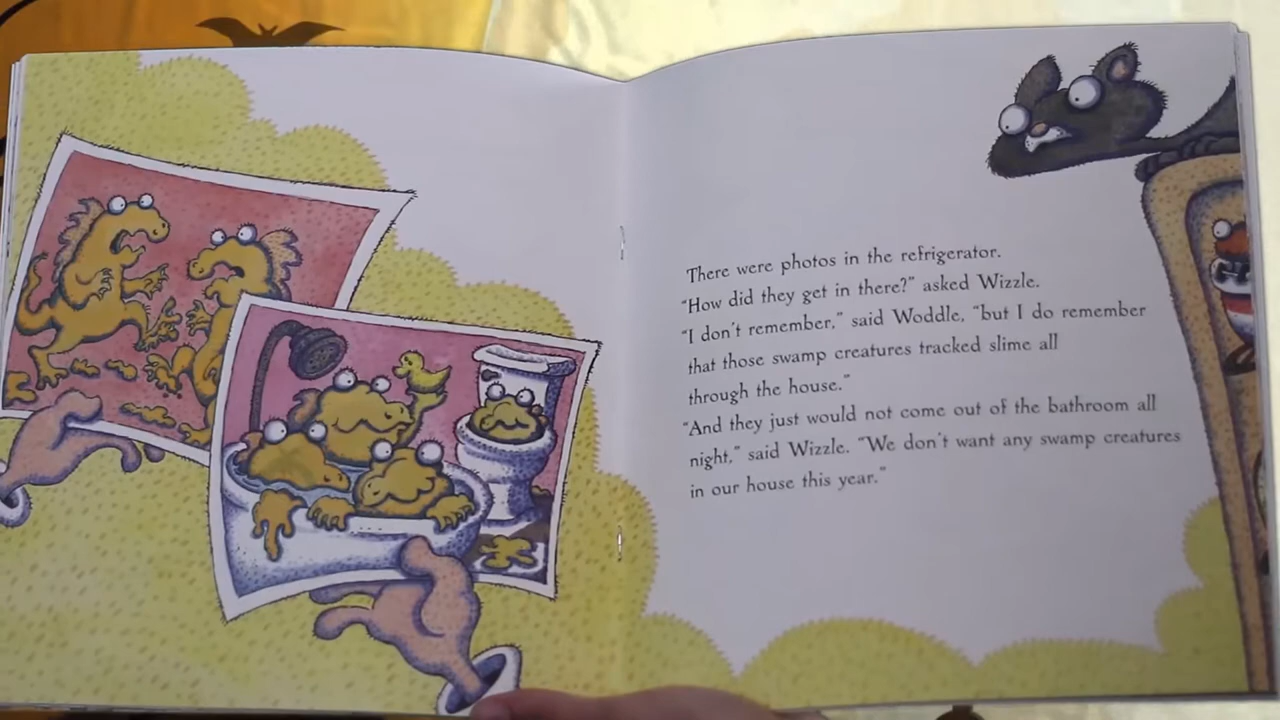 There were photos in the refrigerator.
“How did they get in there?” asked Wizzle.
“I don’t remember,” said Woddle, “but I do remember
that those swamp creatures tracked slime all
through the house.”
“And they just would not come out of the bathroom all
night,” said Wizzle. “We don’t want any swamp creatures
in our house this year.”